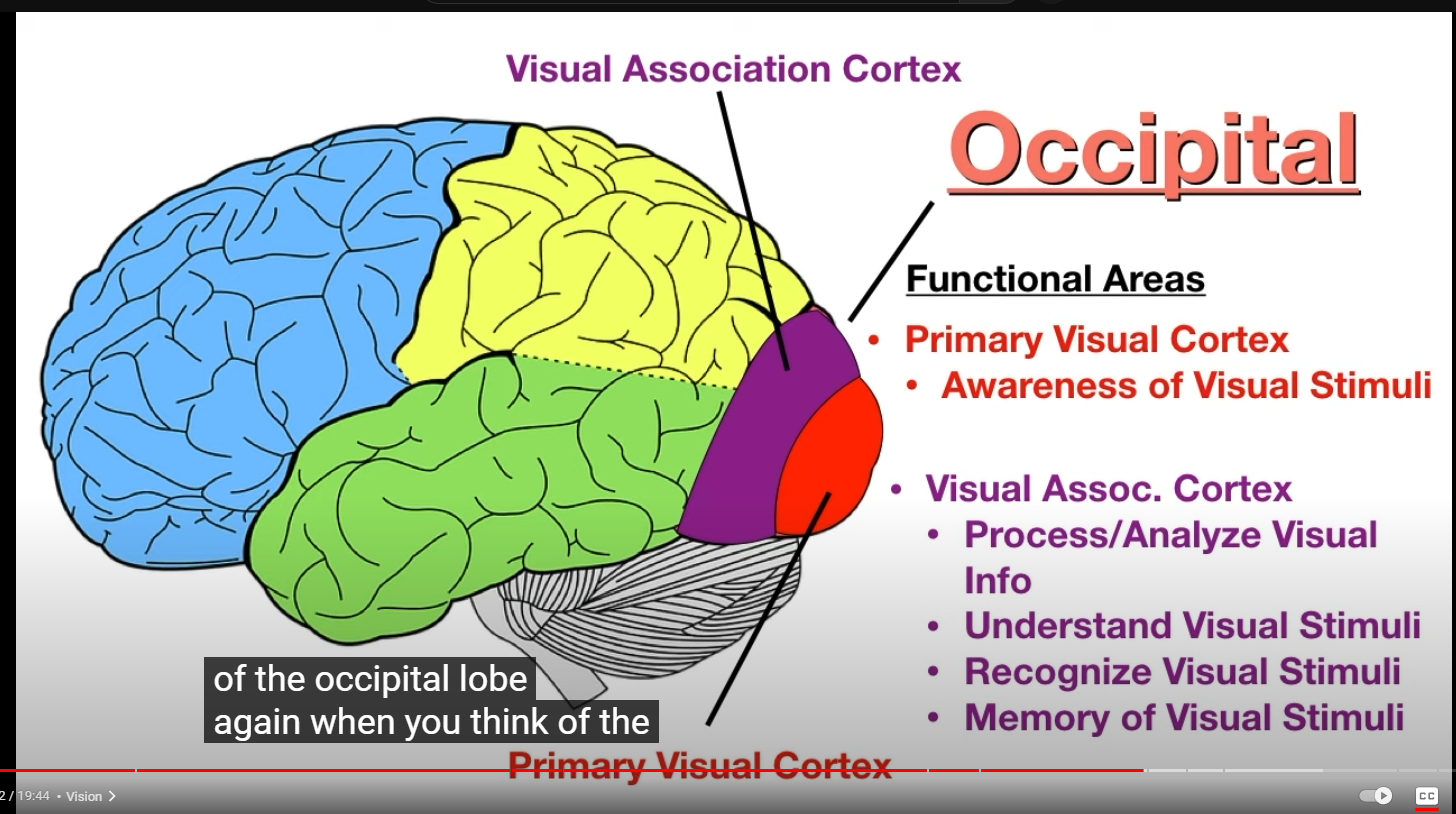 Visual Association Cortex
Occipital
Functional Areas
• Primary Visual Cortex
• Awareness of Visual Stimuli
• Visual Assoc. Cortex
• Process/Analyze Visual
Info
• Understand Visual Stimuli
• Recognize Visual Stimuli
• Memory of Visual Stimuli
of the occipital lobe
again when you think of the
Primary Visual Cortex
2 / 19:44 • Vision >
CC